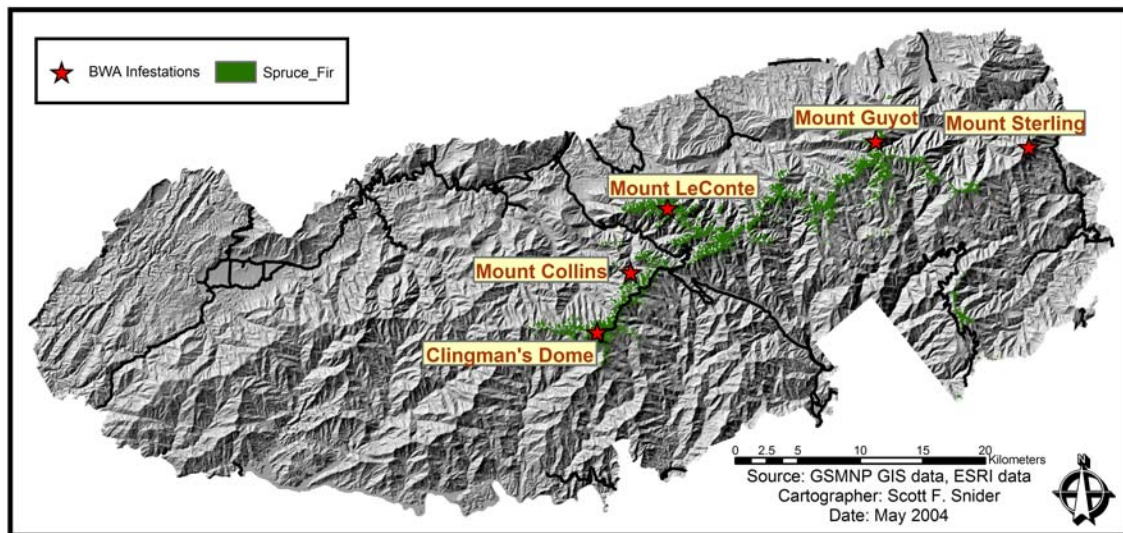 BWA Infestations
Spruce_Fir
Mount Guyot
Mount Sterling
Mount LeConte
Mount Collins
Clingman's Dome
0 2.5 5 10 15 20
Kilometers
Source: GSMNP GIS data, ESRI data
Cartographer: Scott F. Snider
Date: May 2004
N